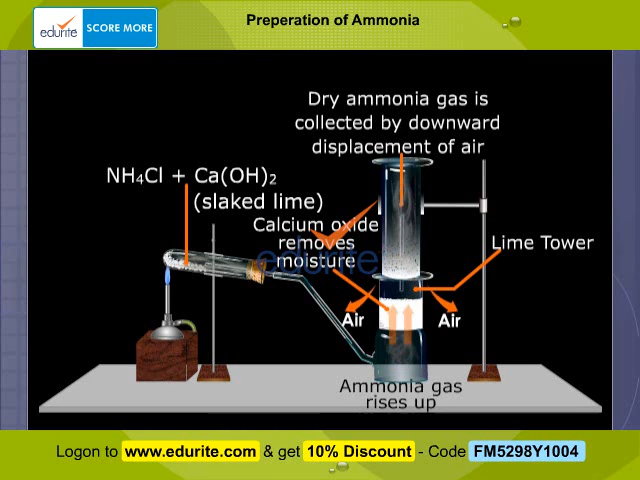 Preperation of Ammonia
edurite SCORE MORE
Dry ammonia gas is
collected by downward
displacement of air
NH₄Cl + Ca(OH)₂
(slaked lime)
Calcium oxide
removes
moisture
Lime Tower
edurite
Air
Air
Ammonia gas
rises up
Logon to www.edurite.com & get 10% Discount - Code FM5298Y1004